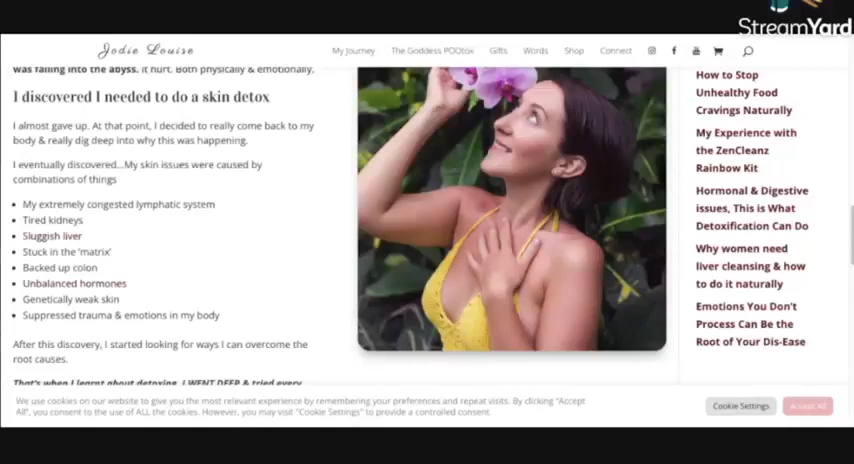 StreamYard
Jodie Louise
My Journey The Goddess POOtox Gifts Words Shop Connect
was falling into the abyss. It hurt. Both physically & emotionally.
I discovered I needed to do a skin detox
I almost gave up. At that point, I decided to really come back to my
body & really dig deep into why this was happening.
I eventually discovered...My skin issues were caused by
combinations of things
My extremely congested lymphatic system
Tired kidneys
Sluggish liver
Stuck in the 'matrix'
Backed up colon
Unbalanced hormones
Genetically weak skin
Suppressed trauma & emotions in my body
After this discovery, I started looking for ways I can overcome the
root causes.
That's when I learnt about detoxing. I WENT DEEP & tried every
How to Stop
Unhealthy Food
Cravings Naturally
My Experience with
the ZenCleanz
Rainbow Kit
Hormonal & Digestive
issues, This is What
Detoxification Can Do
Why women need
liver cleansing & how
to do it naturally
Emotions You Don't
Process Can Be the
Root of Your Dis-Ease
We use cookies on our website to give you the most relevant experience by remembering your preferences and repeat visits. By clicking "Accept
All", you consent to the use of ALL the cookies. However, you may visit "Cookie Settings" to provide a controlled consent.
Cookie Settings
Accept All